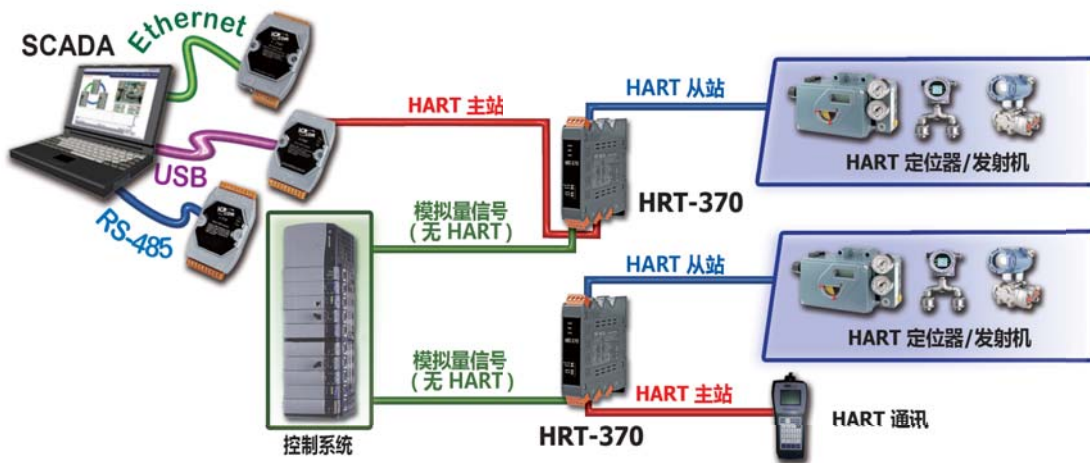 SCADA
Ethernet
USB
RS-485
HART 主站
HART 从站
HART 定位器/发射机
HRT-370
模拟量信号
( 无 HART )
HART 从站
HART 定位器/发射机
模拟量信号
( 无 HART )
HART 主站
HRT-370
HART 通讯
控制系统